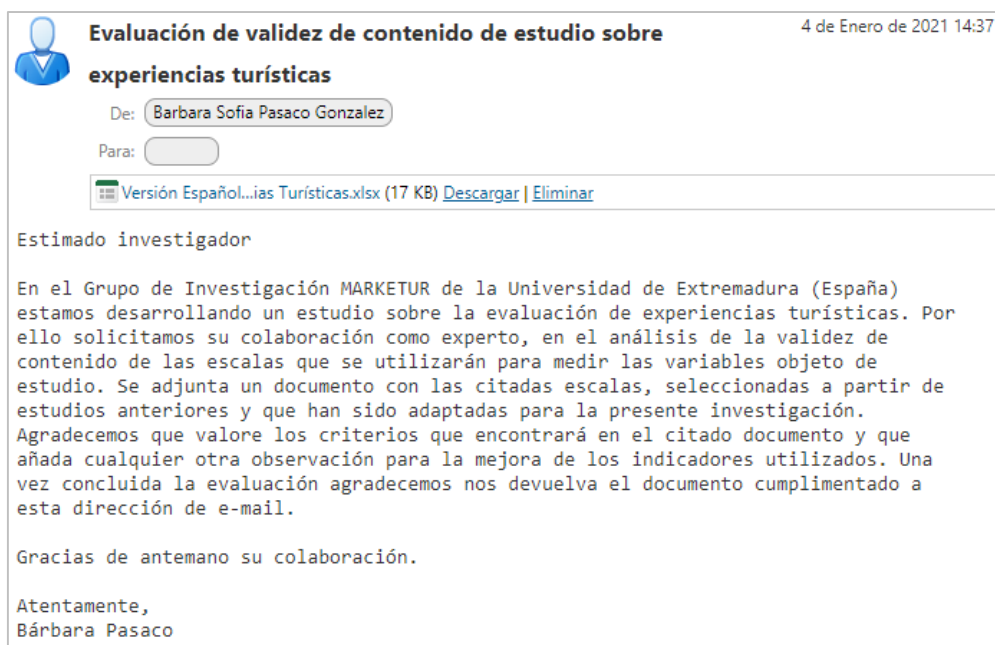 Evaluación de validez de contenido de estudio sobre
4 de Enero de 2021 14:37
experiencias turísticas
De: Barbara Sofia Pasaco Gonzalez
Para:
Versión Español...ias Turísticas.xlsx (17 KB) Descargar | Eliminar
Estimado investigador
En el Grupo de Investigación MARKETUR de la Universidad de Extremadura (España)
estamos desarrollando un estudio sobre la evaluación de experiencias turísticas. Por
ello solicitamos su colaboración como experto, en el análisis de la validez de
contenido de las escalas que se utilizarán para medir las variables objeto de
estudio. Se adjunta un documento con las citadas escalas, seleccionadas a partir de
estudios anteriores y que han sido adaptadas para la presente investigación.
Agradecemos que valore los criterios que encontrará en el citado documento y que
añada cualquier otra observación para la mejora de los indicadores utilizados. Una
vez concluida la evaluación agradecemos nos devuelva el documento cumplimentado a
esta dirección de e-mail.
Gracias de antemano su colaboración.
Atentamente,
Bárbara Pasaco